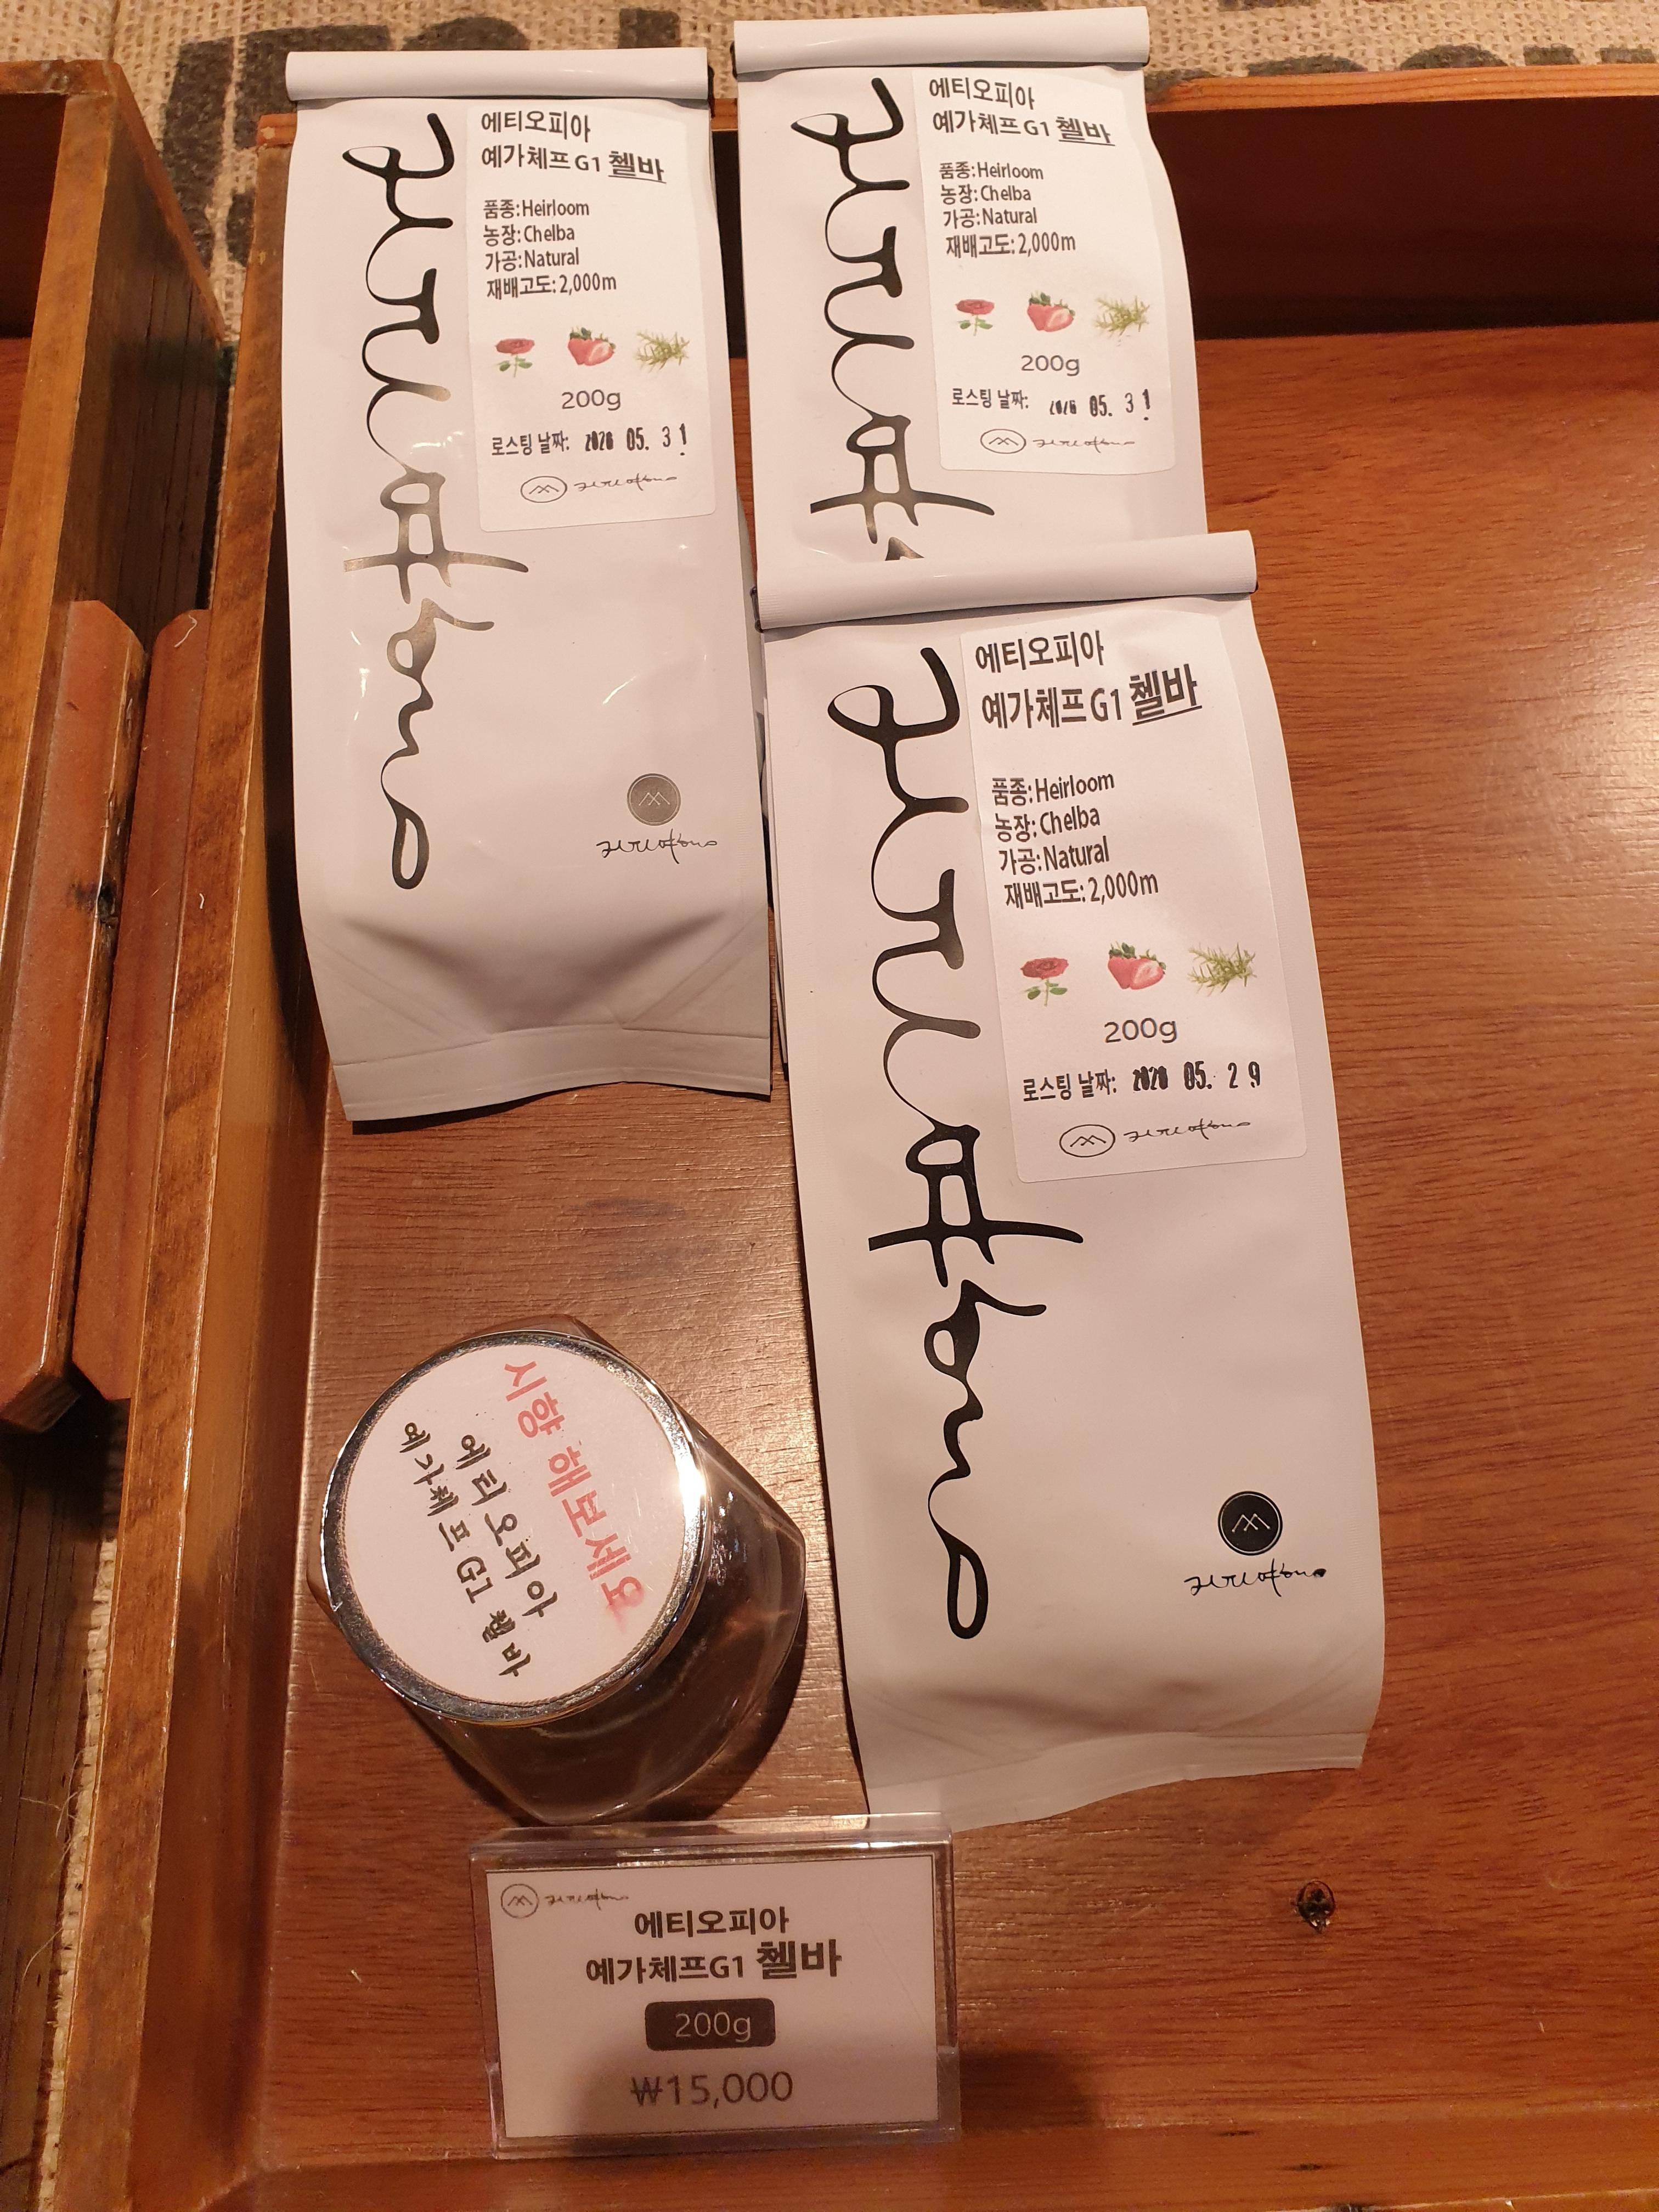 에티오피아
예가체프 G1 첼바
품종: Heirloom
농장: Chelba
가공: Natural
재배고도: 2,000m
200g
로스팅 날짜: 2020 05. 31
에티오피아
예가체프 G1 첼바
품종: Heirloom
농장: Chelba
가공: Natural
재배고도: 2,000m
200g
로스팅 날짜: 05. 31
에티오피아
예가체프 G1 첼바
품종: Heirloom
농장: Chelba
가공: Natural
재배고도: 2,000m
200g
로스팅 날짜: 2020 05. 29
시향 해보세요
에티오피아
예가체프 G1 첼바
에티오피아
예가체프G1 첼바
200g
₩15,000